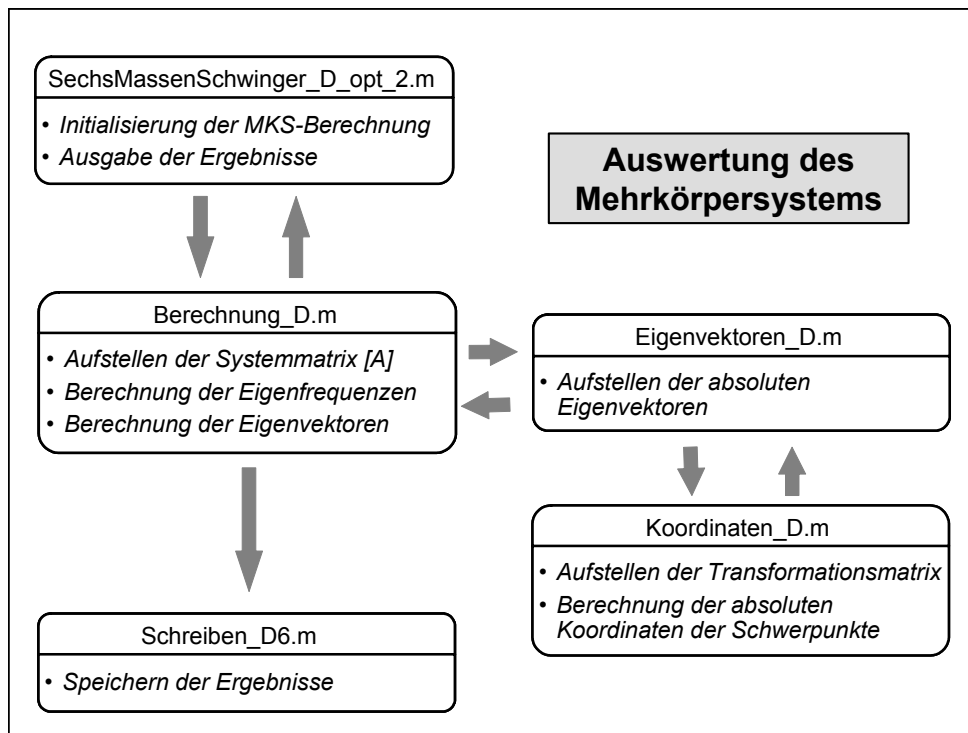 SechsMassenSchwinger_D_opt_2.m
• Initialisierung der MKS-Berechnung
• Ausgabe der Ergebnisse
Auswertung des
Mehrkörpersystems
Berechnung_D.m
• Aufstellen der Systemmatrix [A]
• Berechnung der Eigenfrequenzen
• Berechnung der Eigenvektoren
Eigenvektoren_D.m
• Aufstellen der absoluten
Eigenvektoren
Koordinaten_D.m
• Aufstellen der Transformationsmatrix
• Berechnung der absoluten
Koordinaten der Schwerpunkte
Schreiben_D6.m
• Speichern der Ergebnisse